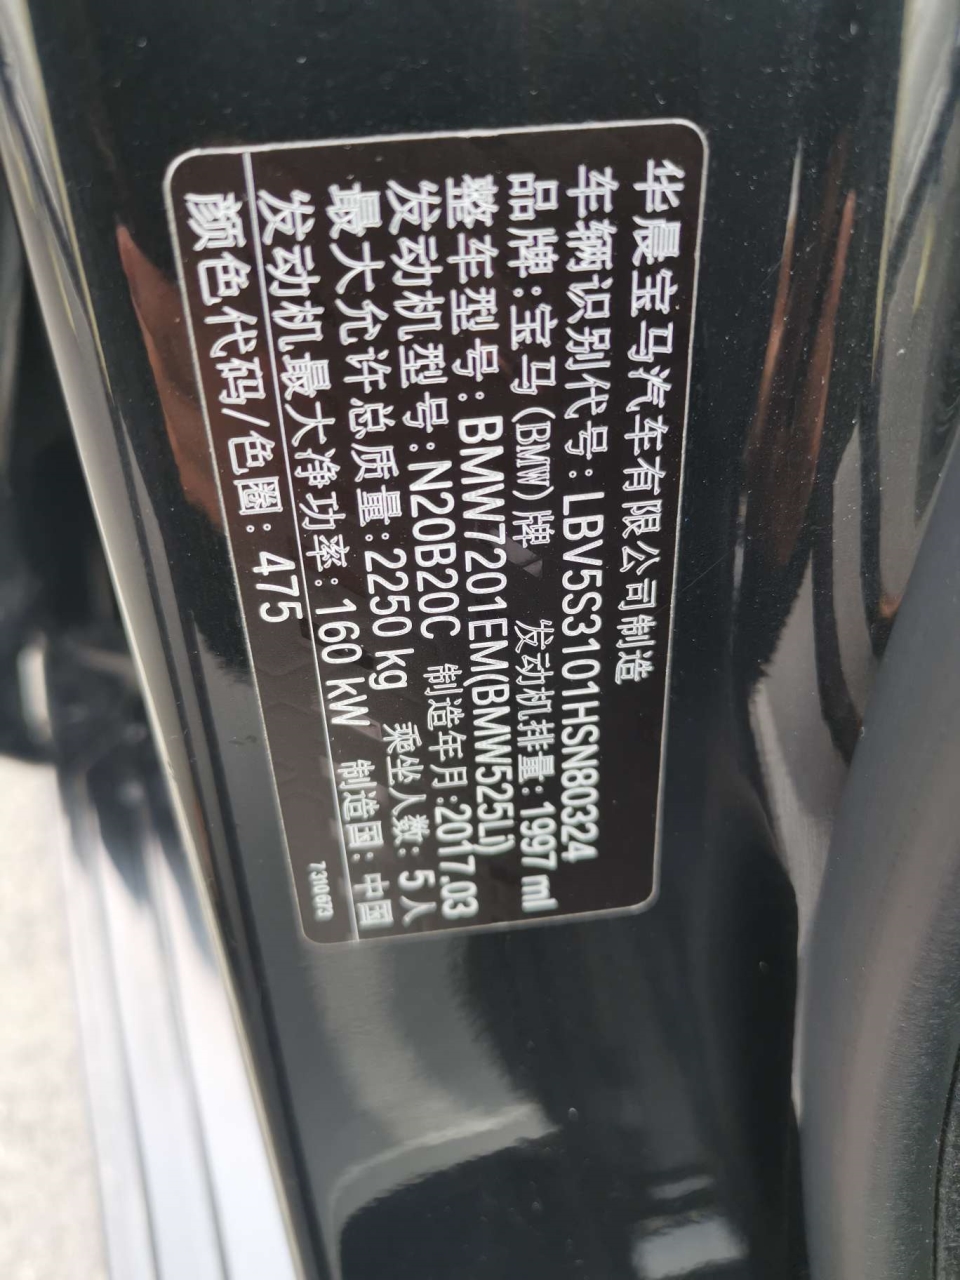 华晨宝马汽车有限公司制造
车辆识别代号：LBV5S3101HSN80324
品牌：宝马(BMW)牌 发动机排量：1997 ml
整车型号：BMW7201EM(BMW525Li)
发动机型号：N20B20C 制造年月：2017.03
最大允许总质量：2250 kg 乘坐人数：5人
发动机最大净功率：160 kW 制造国：中国
颜色代码/色圈：475 7310673